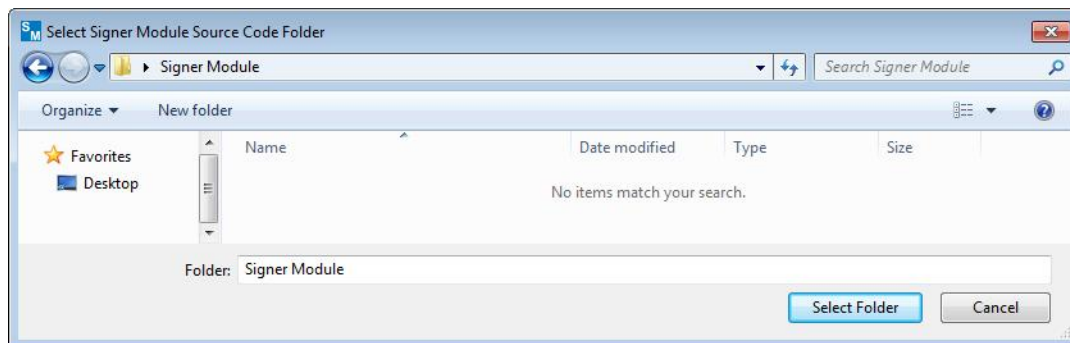 SM Select Signer Module Source Code Folder
Signer Module Search Signer Module
Organize New folder
Name Date modified Type Size
Favorites
Desktop
No items match your search.
Folder: Signer Module
Select Folder Cancel